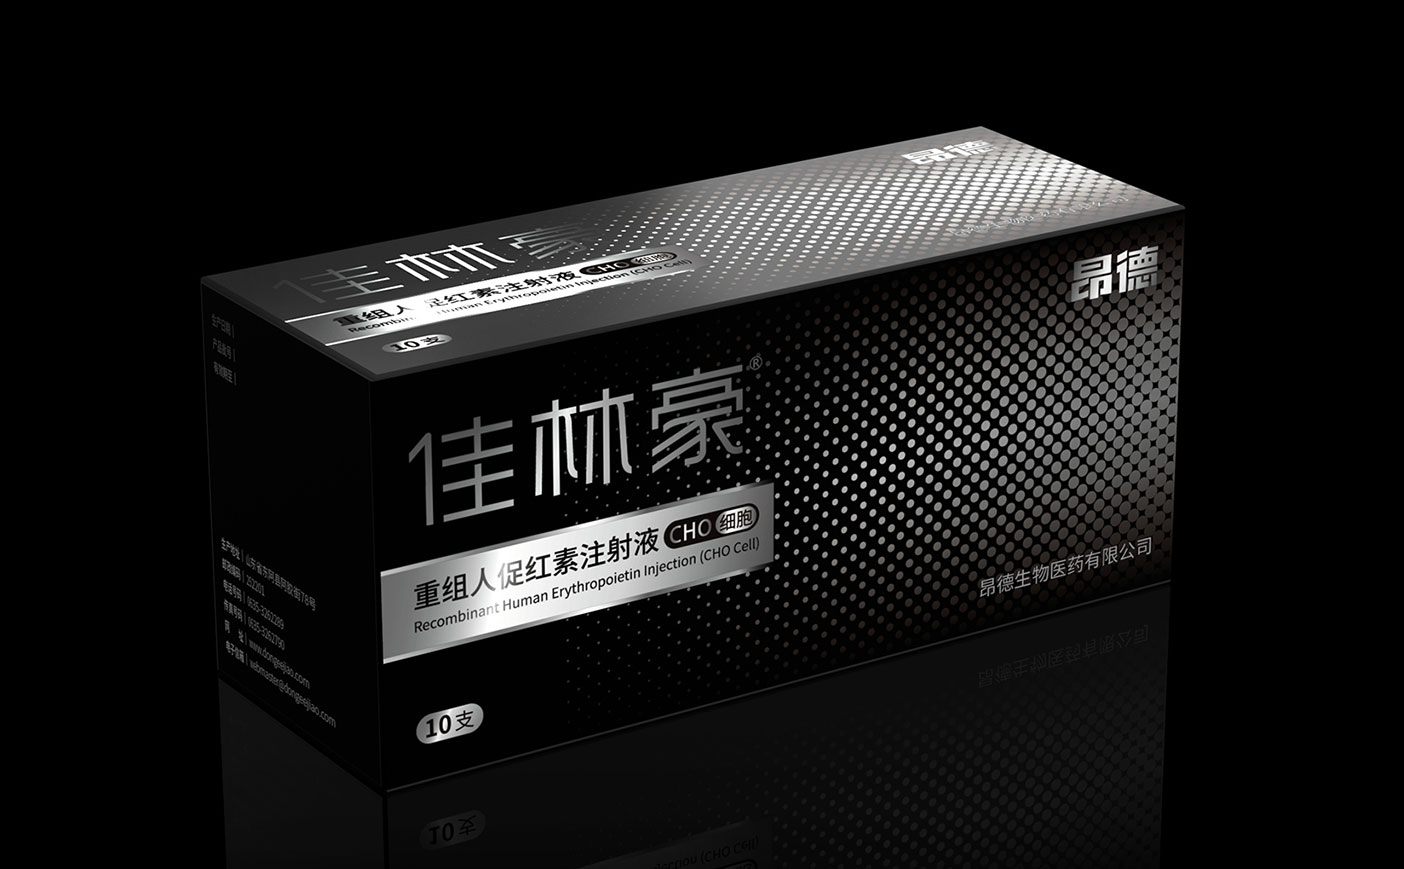 昂德
佳林豪
重组人促红素注射液 CHO 细胞
Recombin Human Erythropoietin Injection (CHO Cell)
10支
昂德
佳林豪®
重组人促红素注射液 CHO 细胞
Recombinant Human Erythropoietin Injection (CHO Cell)
10支
昂德生物医药有限公司
生产日期 |
产品批号 |
有效期至 |
生产地址 | 山东省东阿县阿胶街78号
邮政编码 | 252201
电话号码 | 0635-3262289
传真号码 | 0635-3262790
网 址 | www.dongeejiao.com
电子信箱 | webmaster@dongeejiao.com